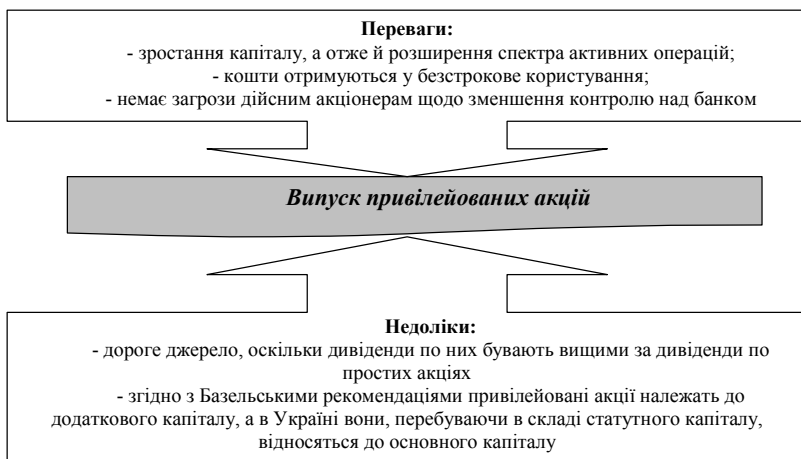 Переваги:
- зростання капіталу, а отже й розширення спектра активних операцій;
- кошти отримуються у безстрокове користування;
- немає загрози дійсним акціонерам щодо зменшення контролю над банком
Випуск привілейованих акцій
Недоліки:
- дороге джерело, оскільки дивіденди по них бувають вищими за дивіденди по
простих акціях
- згідно з Базельськими рекомендаціями привілейовані акції належать до
додаткового капіталу, а в Україні вони, перебуваючи в складі статутного капіталу,
відносяться до основного капіталу